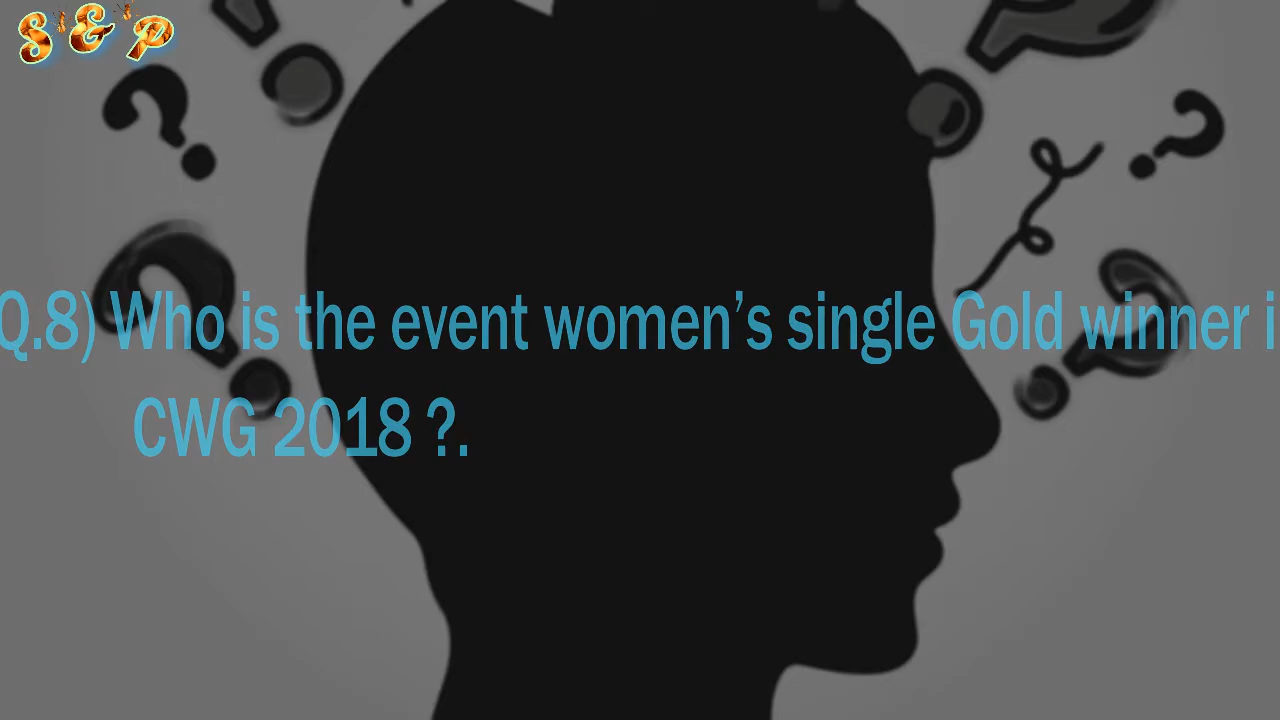 S & P
Q.8) Who is the event women’s single Gold winner i
CWG 2018 ?.